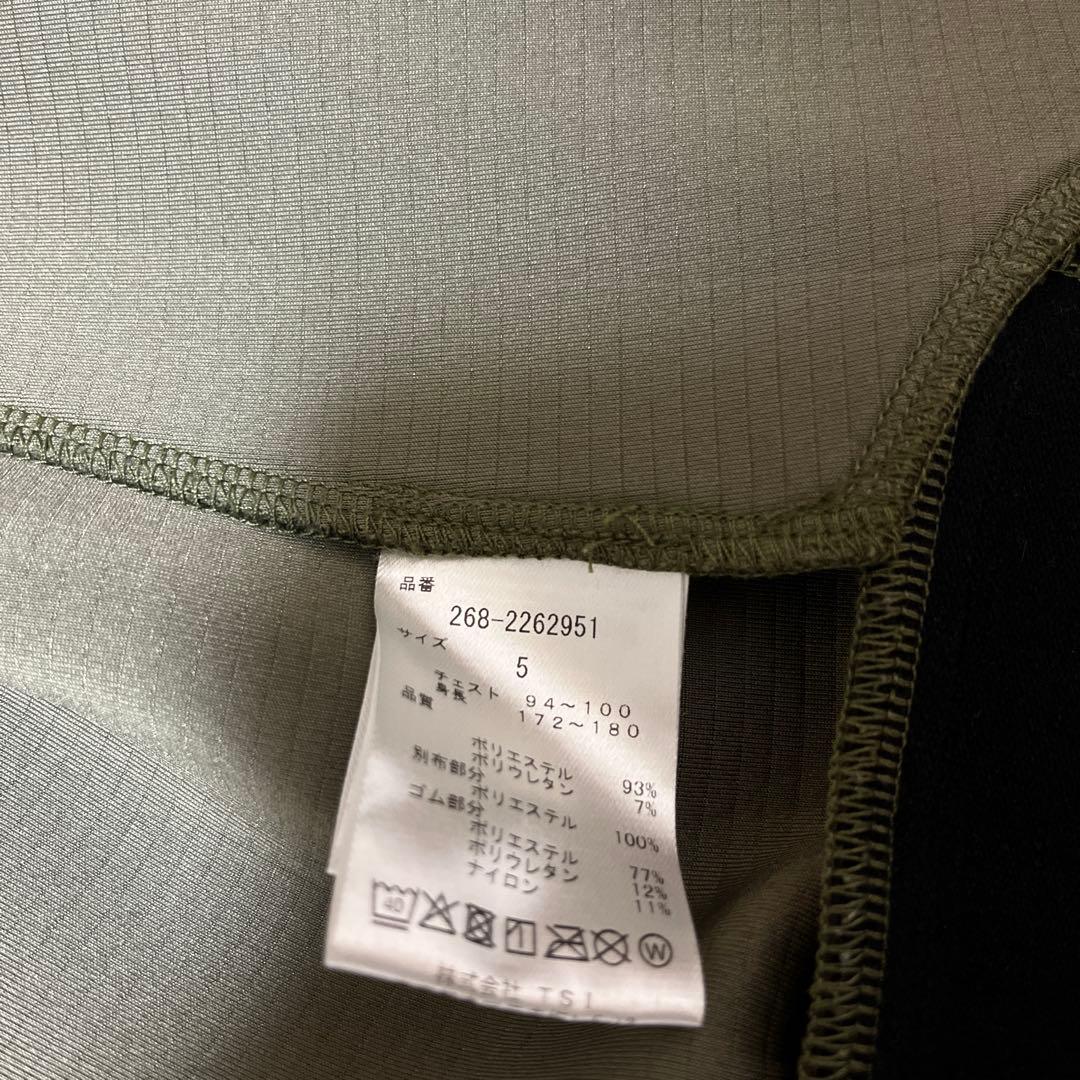 品番
268-2262951
サイズ
5
チェスト 94～100
身長 172～180
品質
ポリエステル 93%
ポリウレタン 7%
別布部分
ポリエステル 100%
ゴム部分
ポリエステル 77%
ポリウレタン 12%
ナイロン 11%
40
W
株式会社 TSI